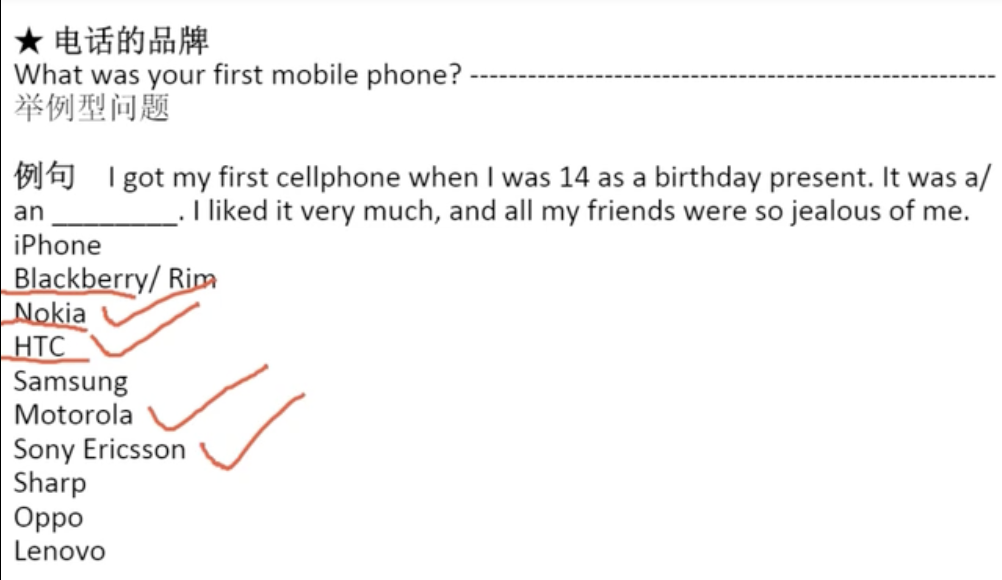 ★ 电话的品牌
What was your first mobile phone? -------------------------------------------------------
举例型问题
例句 I got my first cellphone when I was 14 as a birthday present. It was a/
an _________. I liked it very much, and all my friends were so jealous of me.
iPhone
Blackberry/ Rim
Nokia
HTC
Samsung
Motorola
Sony Ericsson
Sharp
Oppo
Lenovo